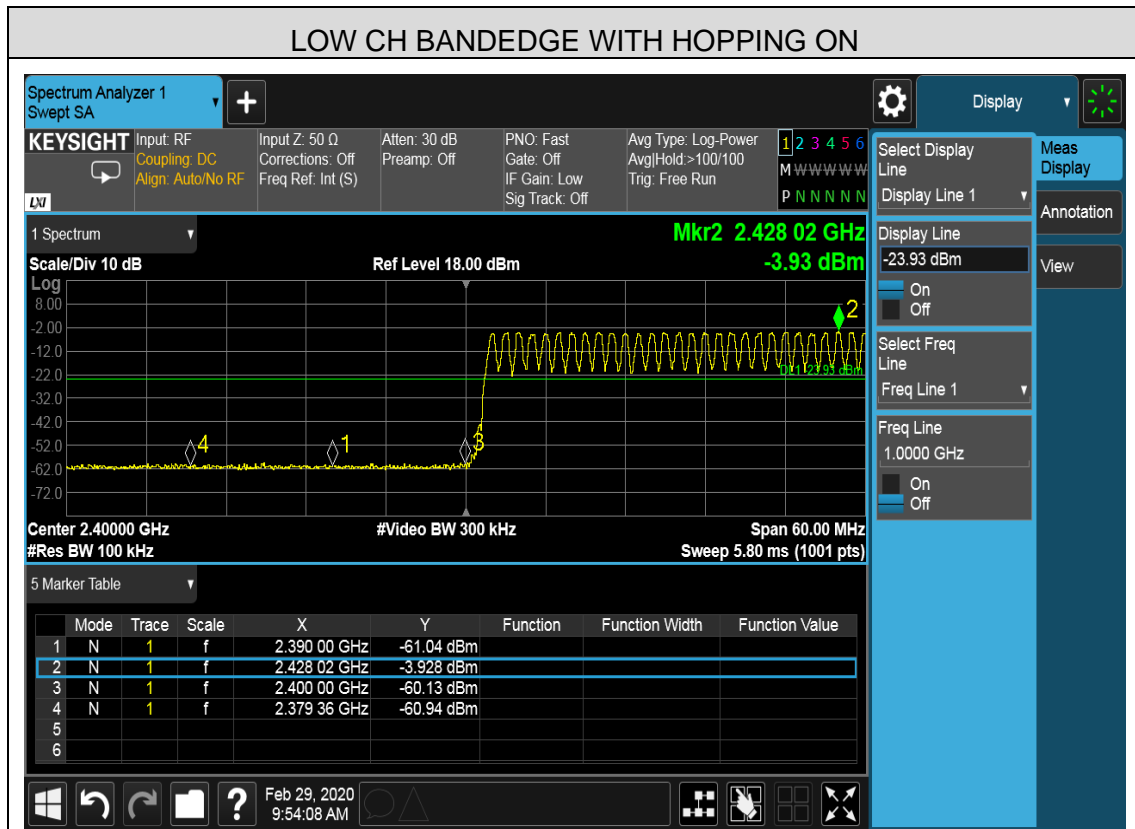 LOW CH BANDEDGE WITH HOPPING ON
Spectrum Analyzer 1
Swept SA
+
Display
KEYSIGHT
LXI
Input: RF
Coupling: DC
Align: Auto/No RF
Input Z: 50 Ω
Corrections: Off
Freq Ref: Int (S)
Atten: 30 dB
Preamp: Off
PNO: Fast
Gate: Off
IF Gain: Low
Sig Track: Off
Avg Type: Log-Power
Avg|Hold:>100/100
Trig: Free Run
1 2 3 4 5 6
M W W W W W
P N N N N N
1 Spectrum
Mkr2 2.428 02 GHz
-3.93 dBm
Scale/Div 10 dB
Ref Level 18.00 dBm
Log
8.00
-2.00
-12.0
-22.0
-32.0
-42.0
-52.0
-62.0
-72.0
2
DL1 -23.93 dBm
4
1
3
Center 2.40000 GHz
#Video BW 300 kHz
Span 60.00 MHz
#Res BW 100 kHz
Sweep 5.80 ms (1001 pts)
5 Marker Table
Mode Trace Scale X Y Function Function Width Function Value
1 N 1 f 2.390 00 GHz -61.04 dBm
2 N 1 f 2.428 02 GHz -3.928 dBm
3 N 1 f 2.400 00 GHz -60.13 dBm
4 N 1 f 2.379 36 GHz -60.94 dBm
5
6
Select Display
Line
Display Line 1
Display Line
-23.93 dBm
On
Off
Select Freq
Line
Freq Line 1
Freq Line
1.0000 GHz
On
Off
Meas
Display
Annotation
View
?
Feb 29, 2020
9:54:08 AM